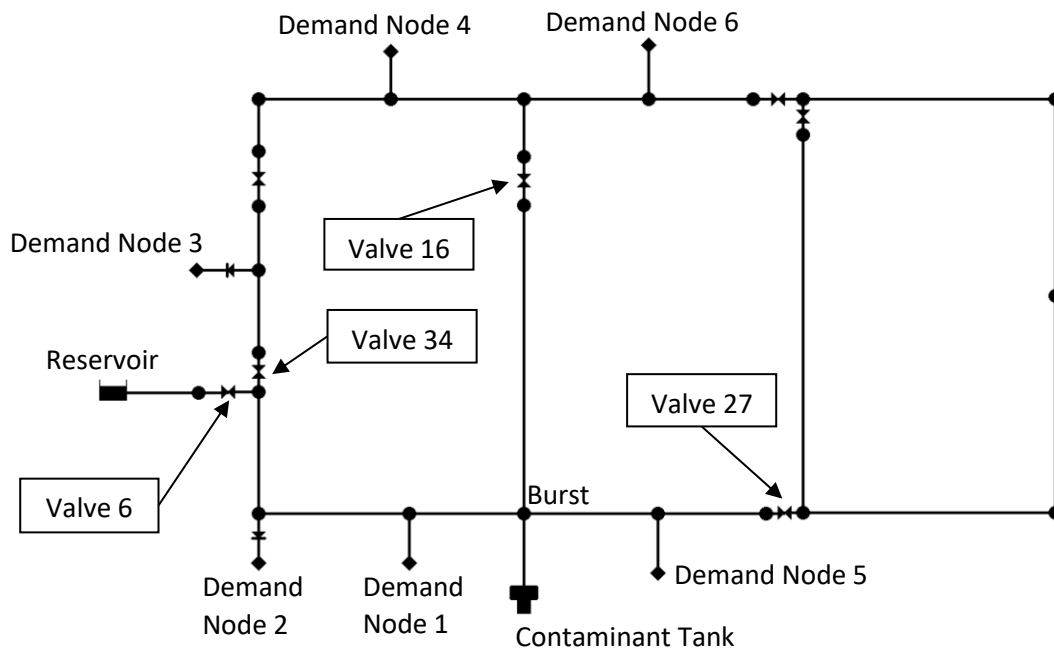 Demand Node 4
Demand Node 6
Demand Node 3
Valve 16
Valve 34
Reservoir
Valve 27
Valve 6
Burst
Demand
Node 2
Demand
Node 1
Demand Node 5
Contaminant Tank